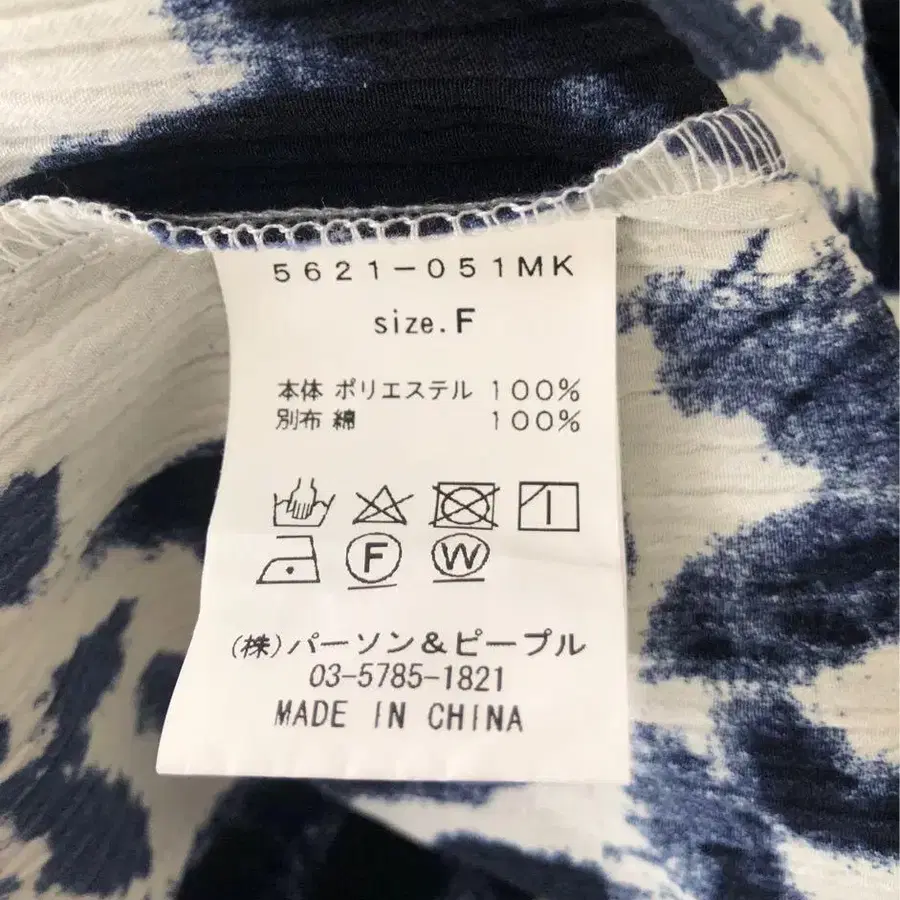 5621-051MK
size.F
本体 ポリエステル 100%
別布 綿 100%
F W
(株)パーソン&ピープル
03-5785-1821
MADE IN CHINA